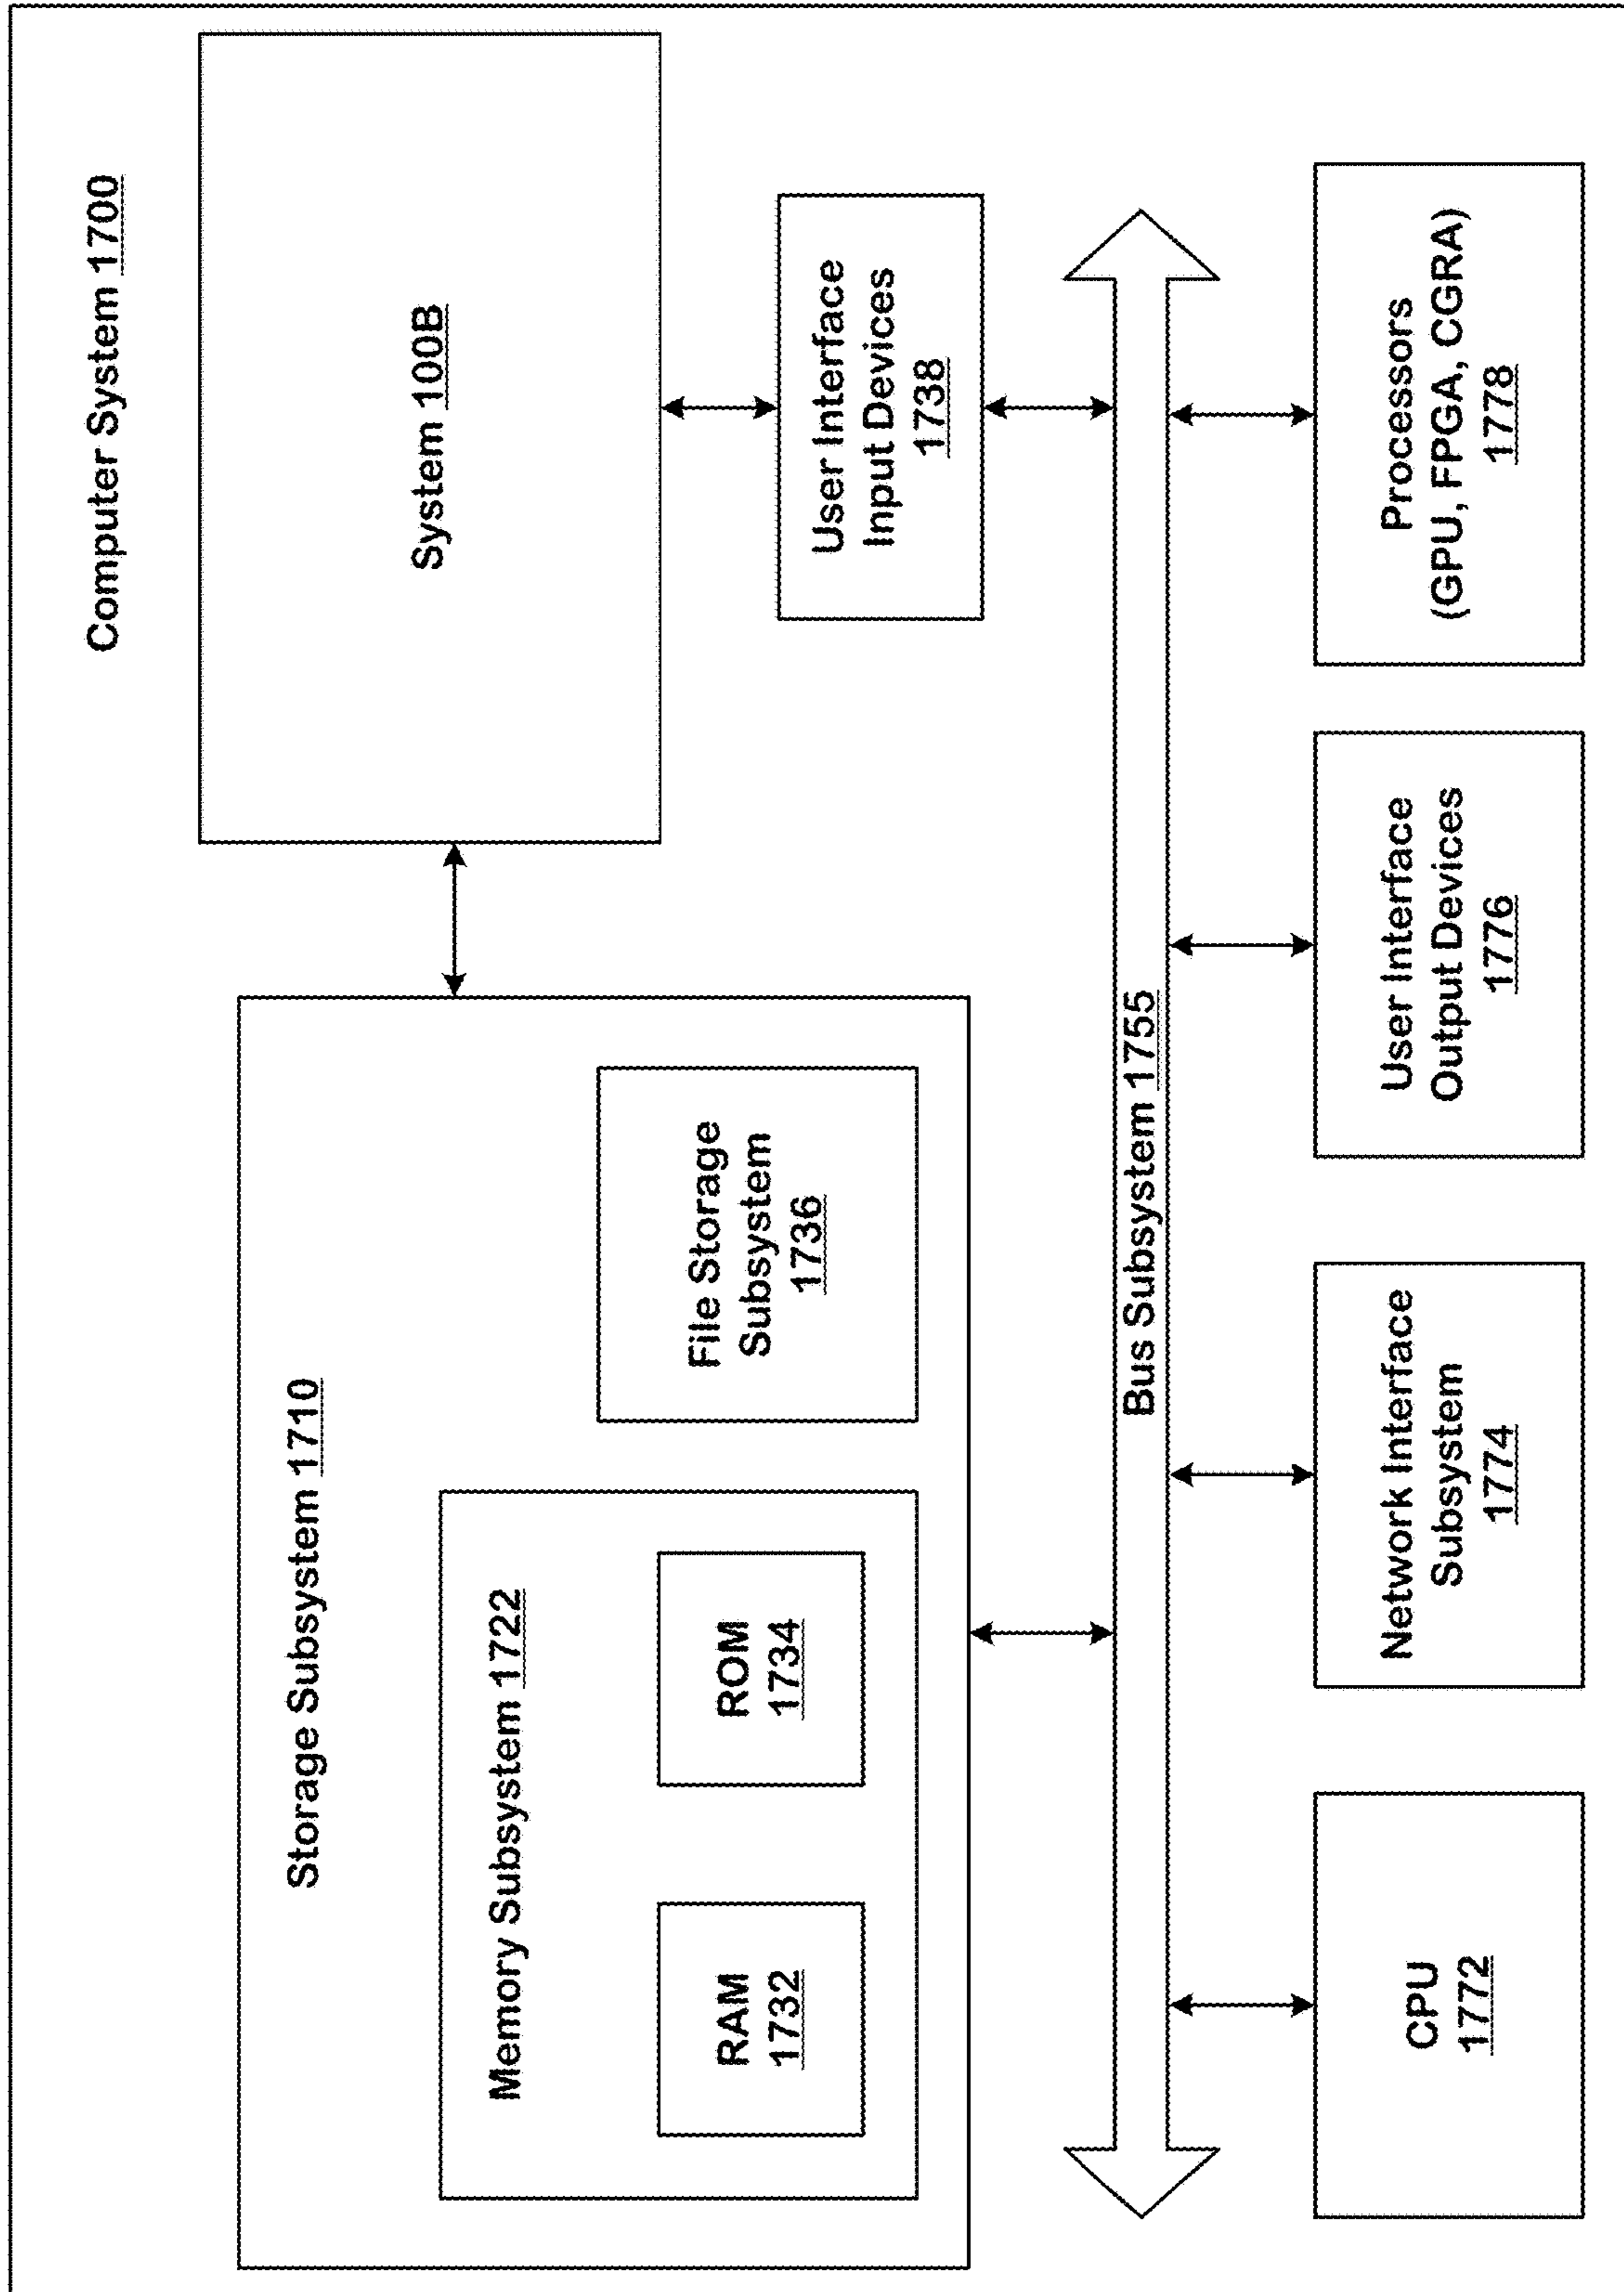 Computer System 1700
Storage Subsystem 1710
System 100B
Memory Subsystem 1722
RAM
1732
ROM
1734
File Storage
Subsystem
1736
User Interface
Input Devices
1738
Bus Subsystem 1755
CPU
1772
Network Interface
Subsystem
1774
User Interface
Output Devices
1776
Processors
(GPU, FPGA, CGRA)
1778